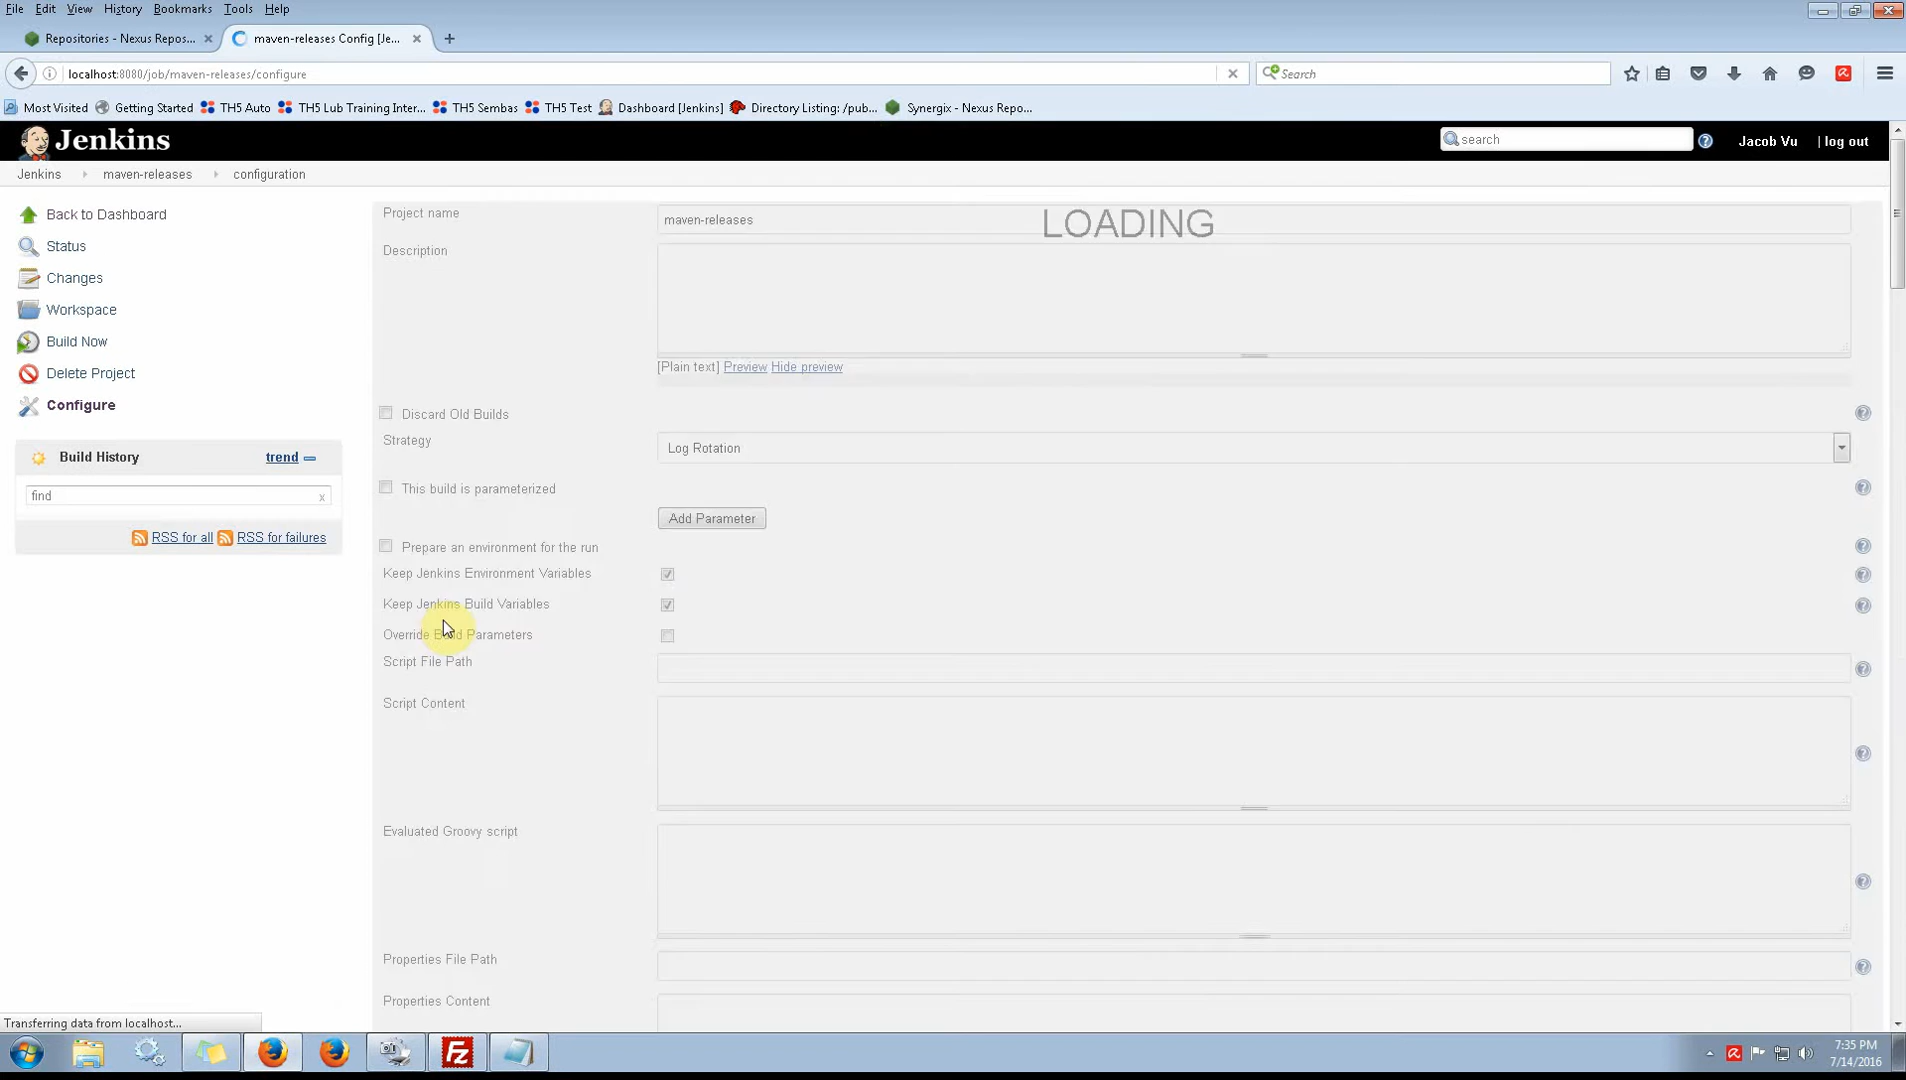 File Edit View History Bookmarks Tools Help
Repositories - Nexus Repos... × maven-releases Config [Je... × +
localhost:8080/job/maven-releases/configure
Search
Most Visited Getting Started TH5 Auto TH5 Lub Training Inter... TH5 Sembas TH5 Test Dashboard [Jenkins] Directory Listing: /pub... Synergix - Nexus Repo...
Jenkins
search
Jacob Vu | log out
Jenkins maven-releases configuration
Back to Dashboard
Status
Changes
Workspace
Build Now
Delete Project
Configure
Build History trend
find x
RSS for all RSS for failures
LOADING
Project name maven-releases
Description
[Plain text] Preview Hide preview
Discard Old Builds
Strategy Log Rotation
This build is parameterized
Add Parameter
Prepare an environment for the run
Keep Jenkins Environment Variables
Keep Jenkins Build Variables
Override Build Parameters
Script File Path
Script Content
Evaluated Groovy script
Properties File Path
Properties Content
Transferring data from localhost...
7:35 PM
7/14/2016